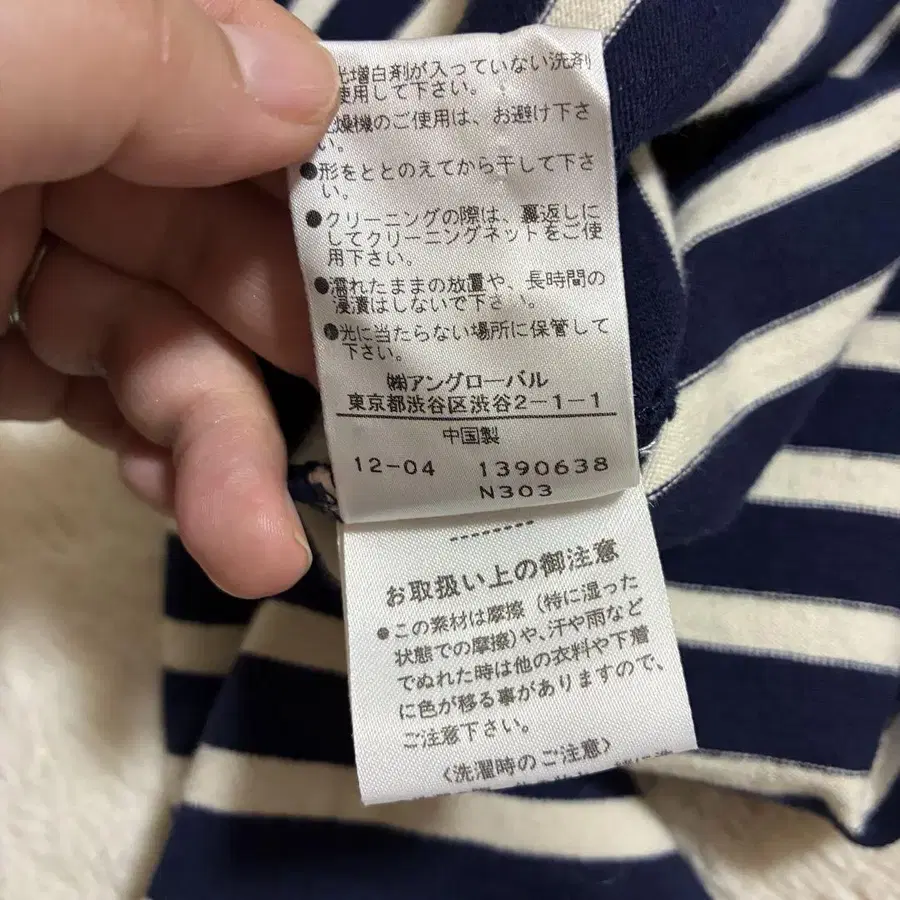 光増白剤が入っていない洗剤
使用して下さい。
燥機のご使用は、お避け下さ
い。
●形をととのえてから干して下さ
い。
●クリーニングの際は、裏返しに
してクリーニングネットをご使
用下さい。
●濡れたままの放置や、長時間の
浸漬はしないで下さい。
●光に当たらない場所に保管して
下さい。
㈱アングローバル
東京都渋谷区渋谷2-1-1
中国製
12-04 1390638
N303
お取扱い上の御注意
●この素材は摩擦（特に湿った
状態での摩擦）や、汗や雨など
でぬれた時は他の衣料や下着
に色が移る事がありますので、
ご注意下さい。
〈洗濯時のご注意〉